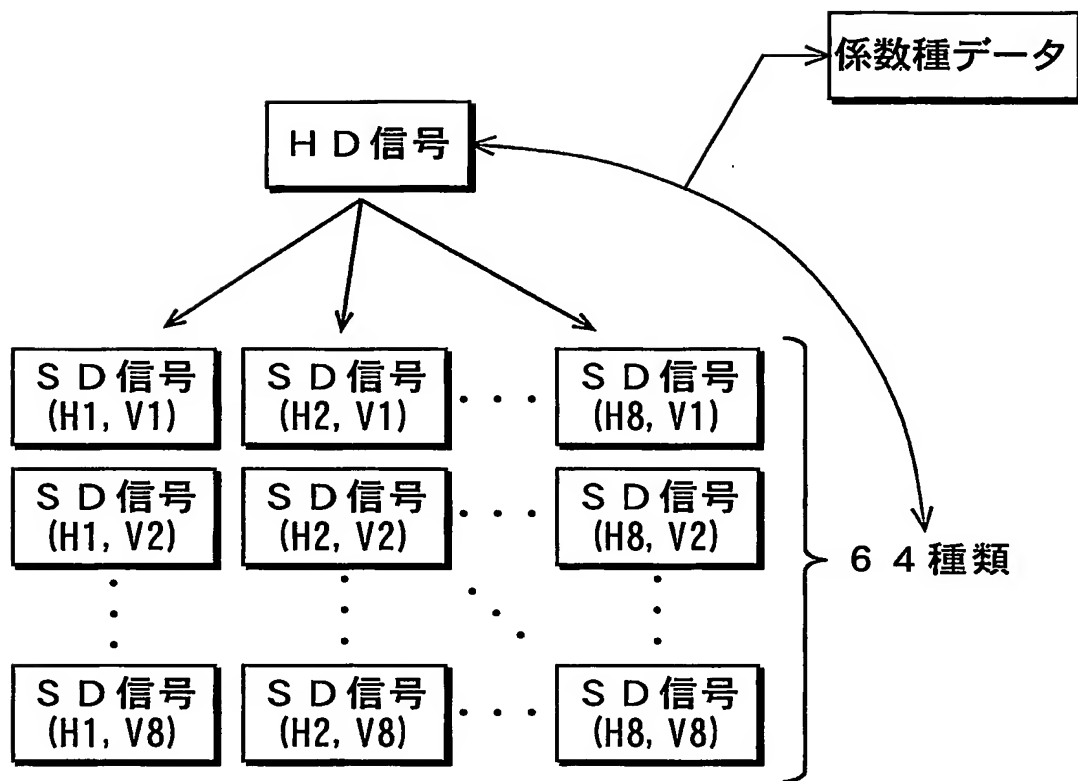 係数種データ
ＨＤ信号
ＳＤ信号 ＳＤ信号 ＳＤ信号
(H1, V1) (H2, V1) ･･･ (H8, V1)
ＳＤ信号 ＳＤ信号 ＳＤ信号
(H1, V2) (H2, V2) ･･･ (H8, V2)
６４種類
ＳＤ信号 ＳＤ信号 ＳＤ信号
(H1, V8) (H2, V8) ･･･ (H8, V8)